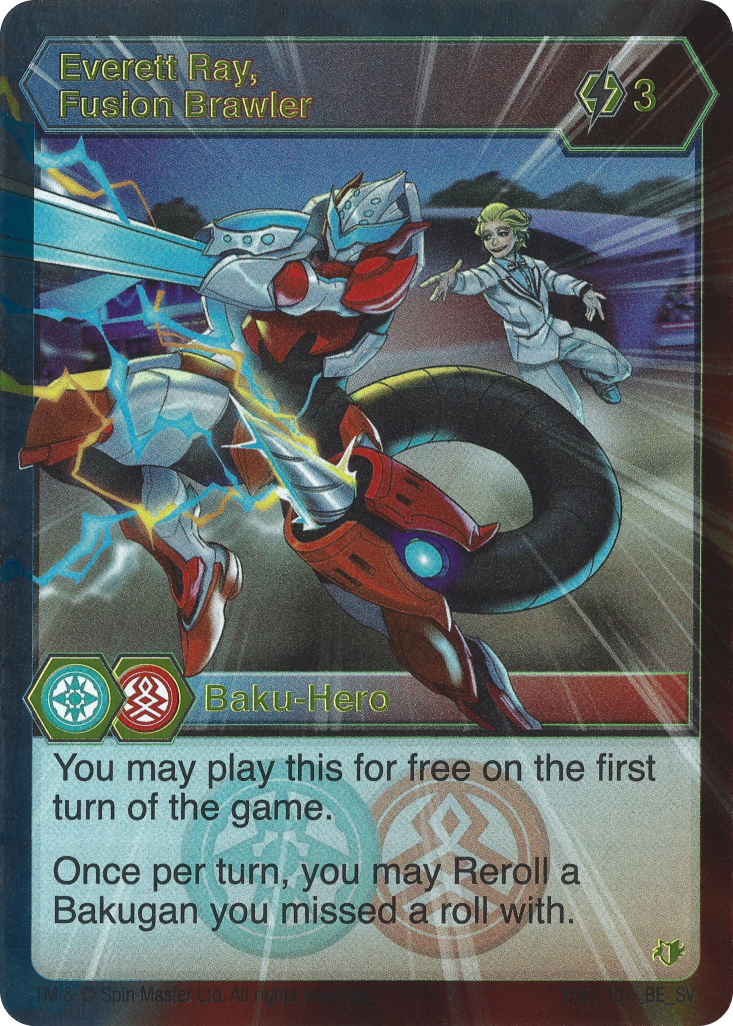 Everett Ray,
Fusion Brawler
3
Baku-Hero
You may play this for free on the first
turn of the game.
Once per turn, you may Reroll a
Bakugan you missed a roll with.
TM & © Spin Master Ltd. All rights reserved.
BE_SV